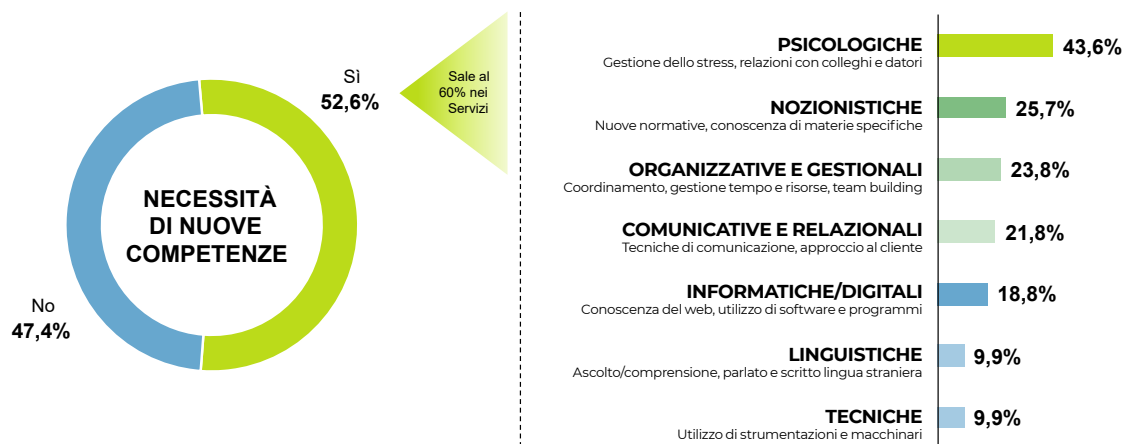 Sì
52,6%
Sale al
60% nei
Servizi
NECESSITÀ
DI NUOVE
COMPETENZE
No
47,4%
PSICOLOGICHE
Gestione dello stress, relazioni con colleghi e datori
43,6%
NOZIONISTICHE
Nuove normative, conoscenza di materie specifiche
25,7%
ORGANIZZATIVE E GESTIONALI
Coordinamento, gestione tempo e risorse, team building
23,8%
COMUNICATIVE E RELAZIONALI
Tecniche di comunicazione, approccio al cliente
21,8%
INFORMATICHE/DIGITALI
Conoscenza del web, utilizzo di software e programmi
18,8%
LINGUISTICHE
Ascolto/comprensione, parlato e scritto lingua straniera
9,9%
TECNICHE
Utilizzo di strumentazioni e macchinari
9,9%